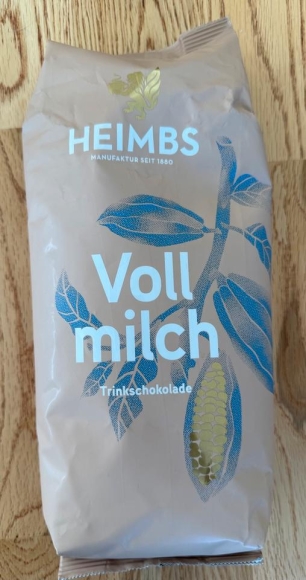 HEIMBS
MANUFAKTUR SEIT 1880
Voll
milch
Trinkschokolade